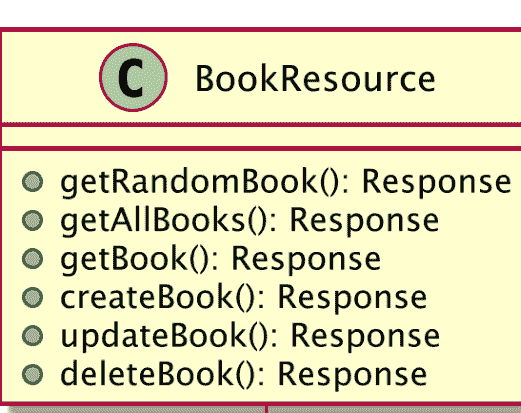 C BookResource
getRandomBook(): Response
getAllBooks(): Response
getBook(): Response
createBook(): Response
updateBook(): Response
deleteBook(): Response